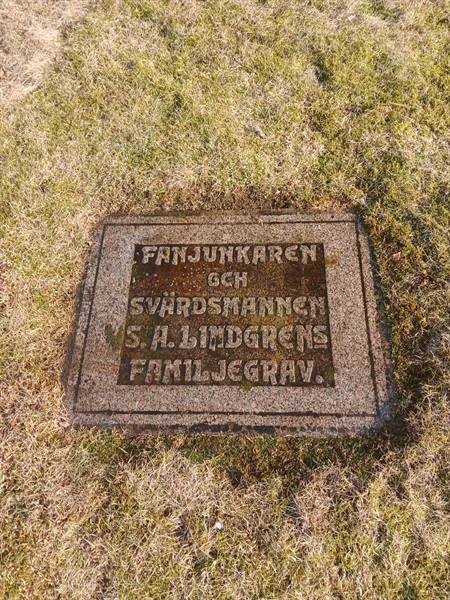 FANJUNKAREN
OCH
SVÄRDSMANNEN
S. A. LINDGRENS
FAMILJEGRAV.